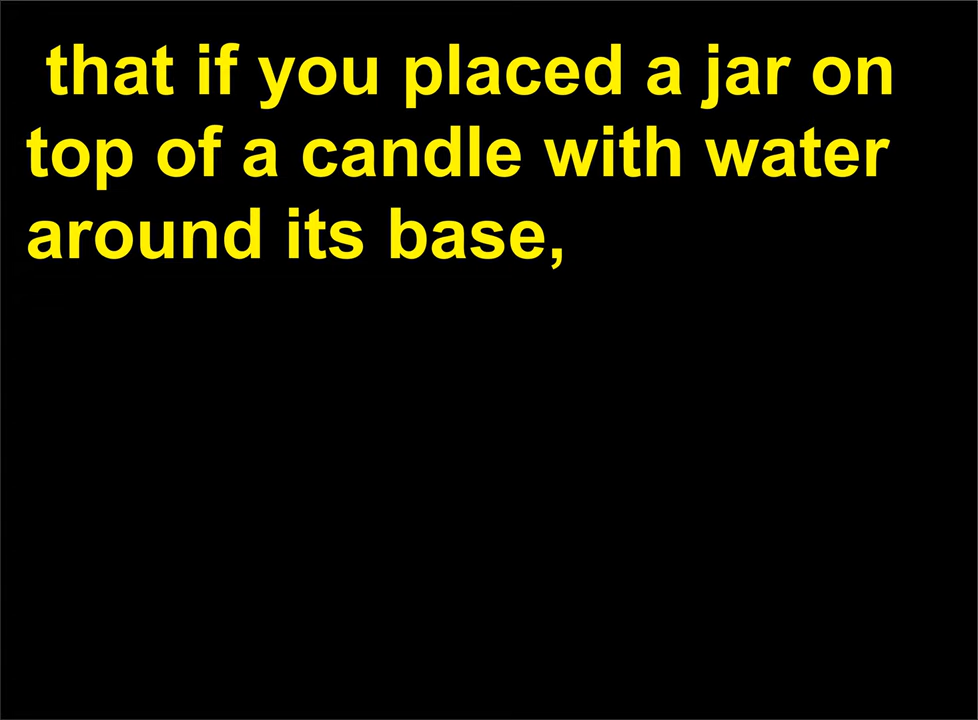 that if you placed a jar on
top of a candle with water
around its base,